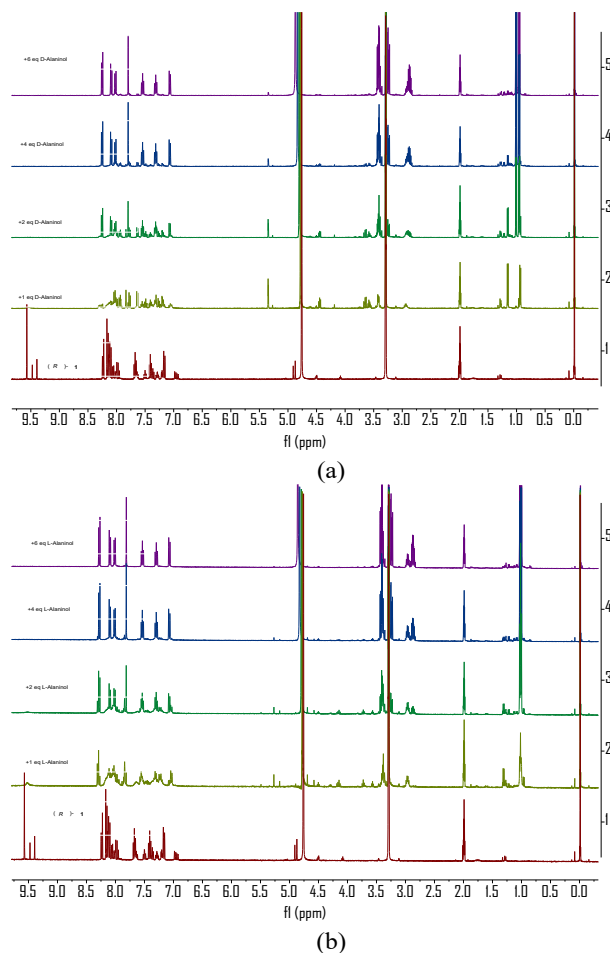 +6 eq D-Alaninol
5
+4 eq D-Alaninol
4
+2 eq D-Alaninol
3
+1 eq D-Alaninol
2
( R )- 1
1
9.5 9.0 8.5 8.0 7.5 7.0 6.5 6.0 5.5 5.0 4.5 4.0 3.5 3.0 2.5 2.0 1.5 1.0 0.5 0.0
f1 (ppm)
(a)
+6 eq L-Alaninol
5
+4 eq L-Alaninol
4
+2 eq L-Alaninol
3
+1 eq L-Alaninol
2
( R )- 1
1
9.5 9.0 8.5 8.0 7.5 7.0 6.5 6.0 5.5 5.0 4.5 4.0 3.5 3.0 2.5 2.0 1.5 1.0 0.5 0.0
f1 (ppm)
(b)